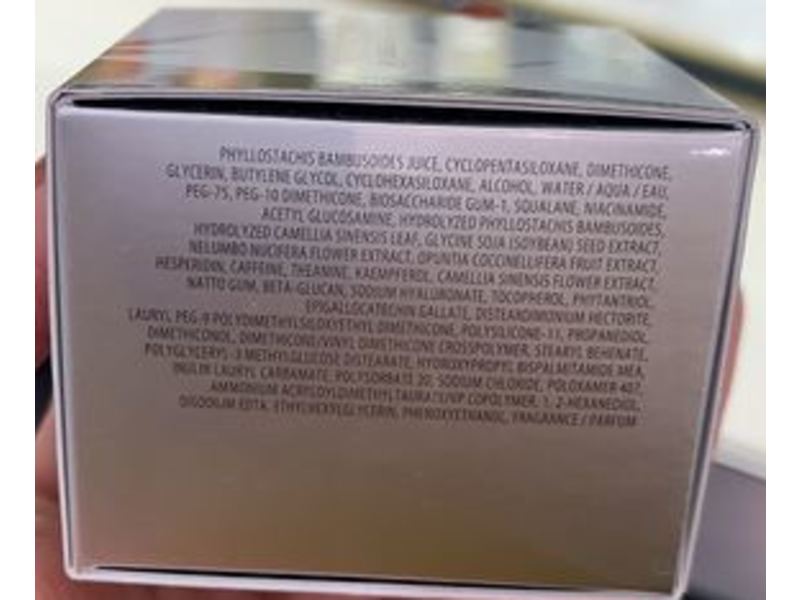 PHYLLOSTACHIS BAMBUSOIDES JUICE, CYCLOPENTASILOXANE, DIMETHICONE,
GLYCERIN, BUTYLENE GLYCOL, CYCLOHEXASILOXANE, ALCOHOL, WATER / AQUA / EAU,
PEG-75, PEG-10 DIMETHICONE, BIOSACCHARIDE GUM-1, SQUALANE, NIACINAMIDE,
ACETYL GLUCOSAMINE, HYDROLYZED PHYLLOSTACHIS BAMBUSOIDES,
HYDROLYZED CAMELLIA SINENSIS LEAF, GLYCINE SOJA (SOYBEAN) SEED EXTRACT,
NELUMBO NUCIFERA FLOWER EXTRACT, OPUNTIA COCCINELLIFERA FRUIT EXTRACT,
HESPERIDIN, CAFFEINE, THEANINE, KAEMPFEROL, CAMELLIA SINENSIS FLOWER EXTRACT,
NATTO GUM, BETA-GLUCAN, SODIUM HYALURONATE, TOCOPHEROL, PHYTANTRIOL,
EPIGALLOCATECHIN GALLATE, DISTEARDIMONIUM HECTORITE,
LAURYL PEG-9 POLYDIMETHYLSILOXYETHYL DIMETHICONE, POLYSILICONE-11, PROPANEDIOL,
DIMETHICONOL, DIMETHICONE/VINYL DIMETHICONE CROSSPOLYMER, STEARYL BEHENATE,
POLYGLYCERYL-3 METHYLGLUCOSE DISTEARATE, HYDROXYPROPYL BISPALMITAMIDE MEA,
INULIN LAURYL CARBAMATE, POLYSORBATE 20, SODIUM CHLORIDE, POLOXAMER 407,
AMMONIUM ACRYLOYLDIMETHYLTAURATE/VP COPOLYMER, 1, 2-HEXANEDIOL,
DISODIUM EDTA, ETHYLHEXYLGLYCERIN, PHENOXYETHANOL, FRAGRANCE / PARFUM